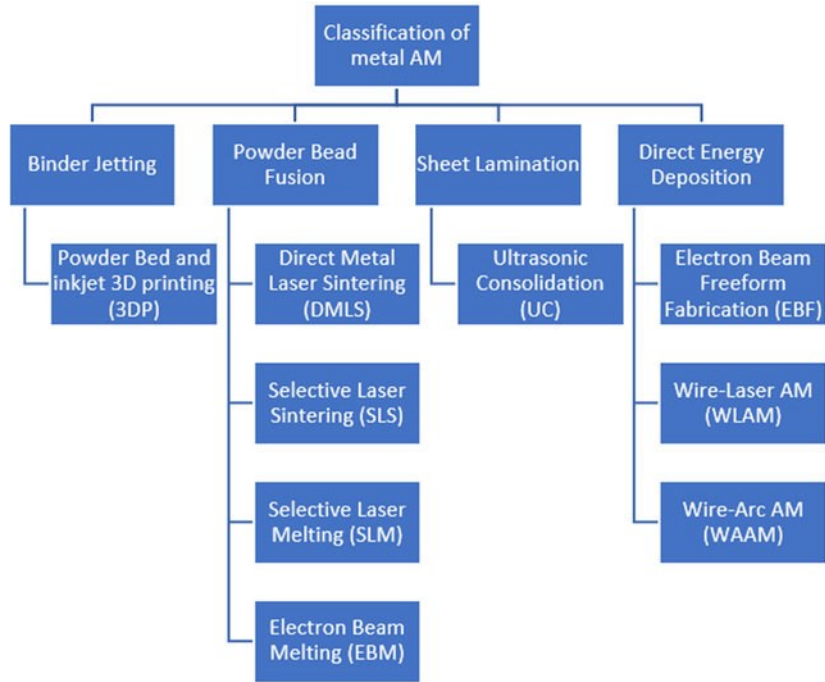 Classification of
metal AM
Binder Jetting
Powder Bead
Fusion
Sheet Lamination
Direct Energy
Deposition
Powder Bed and
inkjet 3D printing
(3DP)
Direct Metal
Laser Sintering
(DMLS)
Ultrasonic
Consolidation
(UC)
Electron Beam
Freeform
Fabrication (EBF)
Selective Laser
Sintering (SLS)
Wire-Laser AM
(WLAM)
Selective Laser
Melting (SLM)
Wire-Arc AM
(WAAM)
Electron Beam
Melting (EBM)